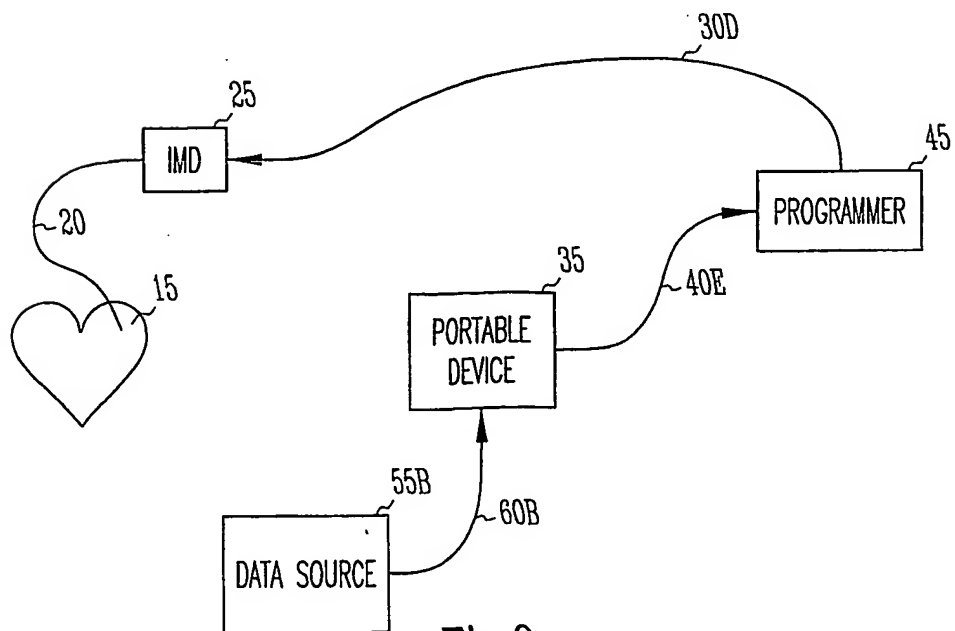 30D
25
IMD
45
PROGRAMMER
20
15
35
PORTABLE
DEVICE
40E
55B
DATA SOURCE
60B